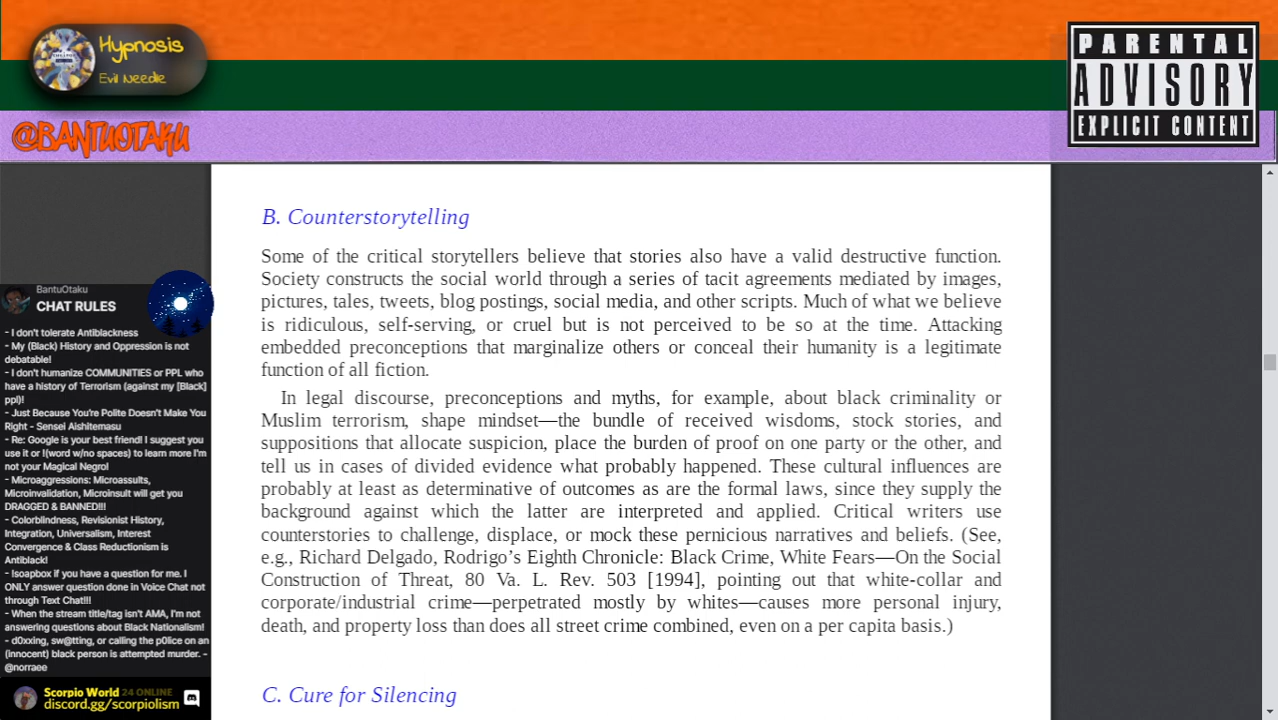 Hypnosis
Evil Needle
PARENTAL
ADVISORY
EXPLICIT CONTENT
@BANTUOTAKU
B. Counterstorytelling
Some of the critical storytellers believe that stories also have a valid destructive function.
Society constructs the social world through a series of tacit agreements mediated by images,
pictures, tales, tweets, blog postings, social media, and other scripts. Much of what we believe
is ridiculous, self-serving, or cruel but is not perceived to be so at the time. Attacking
embedded preconceptions that marginalize others or conceal their humanity is a legitimate
function of all fiction.
In legal discourse, preconceptions and myths, for example, about black criminality or
Muslim terrorism, shape mindset—the bundle of received wisdoms, stock stories, and
suppositions that allocate suspicion, place the burden of proof on one party or the other, and
tell us in cases of divided evidence what probably happened. These cultural influences are
probably at least as determinative of outcomes as are the formal laws, since they supply the
background against which the latter are interpreted and applied. Critical writers use
counterstories to challenge, displace, or mock these pernicious narratives and beliefs. (See,
e.g., Richard Delgado, Rodrigo’s Eighth Chronicle: Black Crime, White Fears—On the Social
Construction of Threat, 80 Va. L. Rev. 503 [1994], pointing out that white-collar and
corporate/industrial crime—perpetrated mostly by whites—causes more personal injury,
death, and property loss than does all street crime combined, even on a per capita basis.)
C. Cure for Silencing
BantuOtaku
CHAT RULES
- I don't tolerate Antiblackness
- My (Black) History and Oppression is not
debatable!
- I don't humanize COMMUNITIES or PPL who
have a history of Terrorism (against my [Black]
ppl)!
- Just Because You're Polite Doesn't Make You
Right - Sensei Aishitemasu
- Re: Google is your best friend! I suggest you
use it or !(word w/no spaces) to learn more I'm
not your Magical Negro!
- Microaggressions: Microassults,
Microinvalidation, Microinsult will get you
DRAGGED & BANNED!!!
- Colorblindness, Revisionist History,
Integration, Universalism, Interest
Convergence & Class Reductionism is
Antiblack!
- !soapbox if you have a question for me. I
ONLY answer question done in Voice Chat not
through Text Chat!!!
- When the stream title/tag isn't AMA, I'm not
answering questions about Black Nationalism!
- d0xxing, sw@tting, or calling the p0lice on an
(innocent) black person is attempted murder. -
@norraee
Scorpio World 24 ONLINE
discord.gg/scorpiolism